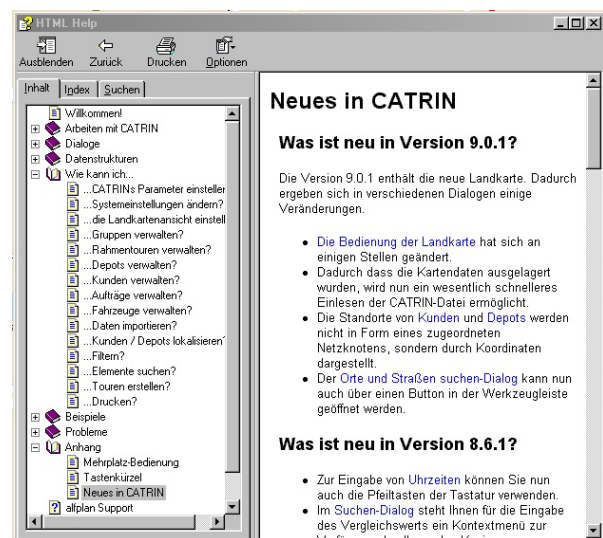 HTML Help
Ausblenden Zurück Drucken Optionen
Inhalt Index Suchen
Willkommen!
Arbeiten mit CATRIN
Dialoge
Datenstrukturen
Wie kann ich...
...CATRINs Parameter einstellen
...Systemeinstellungen ändern?
...die Landkartenansicht einstell
...Gruppen verwalten?
...Rahmentouren verwalten?
...Depots verwalten?
...Kunden verwalten?
...Aufträge verwalten?
...Fahrzeuge verwalten?
...Daten importieren?
...Kunden / Depots lokalisieren?
...Filtern?
...Elemente suchen?
...Touren erstellen?
...Drucken?
Beispiele
Probleme
Anhang
Mehrplatz-Bedienung
Tastenkürzel
Neues in CATRIN
alfplan Support
Neues in CATRIN
Was ist neu in Version 9.0.1?
Die Version 9.0.1 enthält die neue Landkarte. Dadurch
ergeben sich in verschiedenen Dialogen einige
Veränderungen.
Die Bedienung der Landkarte hat sich an
einigen Stellen geändert.
Dadurch dass die Kartendaten ausgelagert
wurden, wird nun ein wesentlich schnelleres
Einlesen der CATRIN-Datei ermöglicht.
Die Standorte von Kunden und Depots werden
nicht in Form eines zugeordneten
Netzknotens, sondern durch Koordinaten
dargestellt.
Der Orte und Straßen suchen-Dialog kann nun
auch über einen Button in der Werkzeugleiste
geöffnet werden.
Was ist neu in Version 8.6.1?
Zur Eingabe von Uhrzeiten können Sie nun
auch die Pfeiltasten der Tastatur verwenden.
Im Suchen-Dialog steht Ihnen für die Eingabe
des Vergleichswerts ein Kontextmenü zur